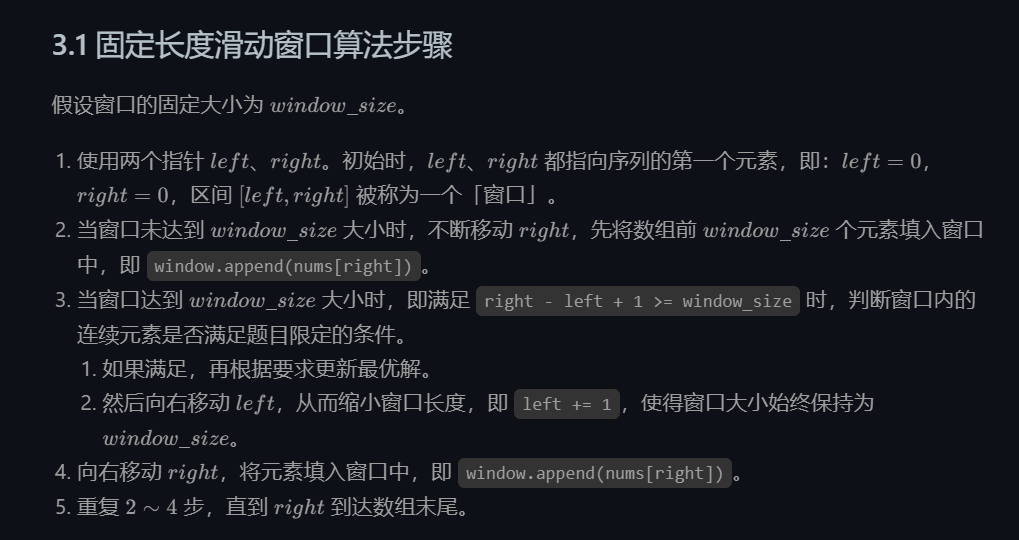 3.1 固定长度滑动窗口算法步骤
假设窗口的固定大小为 window_size。
1. 使用两个指针 left、right。初始时，left、right 都指向序列的第一个元素，即：left = 0，
right = 0，区间 [left, right] 被称为一个「窗口」。
2. 当窗口未达到 window_size 大小时，不断移动 right，先将数组前 window_size 个元素填入窗口
中，即 window.append(nums[right])。
3. 当窗口达到 window_size 大小时，即满足 right - left + 1 >= window_size 时，判断窗口内的
连续元素是否满足题目限定的条件。
1. 如果满足，再根据要求更新最优解。
2. 然后向右移动 left，从而缩小窗口长度，即 left += 1，使得窗口大小始终保持为
window_size。
4. 向右移动 right，将元素填入窗口中，即 window.append(nums[right])。
5. 重复 2 ∼ 4 步，直到 right 到达数组末尾。